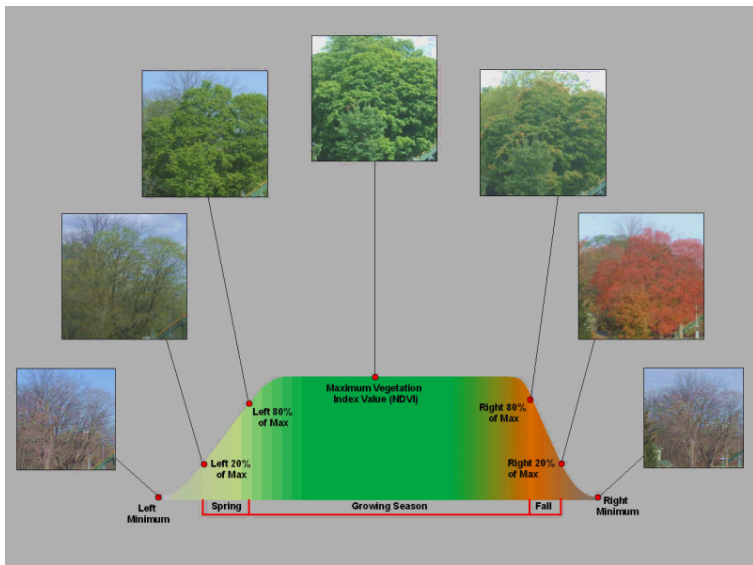 Maximum Vegetation
Index Value (NDVI)
Left 80%
of Max
Right 80%
of Max
Left 20%
of Max
Right 20%
of Max
Left
Minimum
Spring
Growing Season
Fall
Right
Minimum